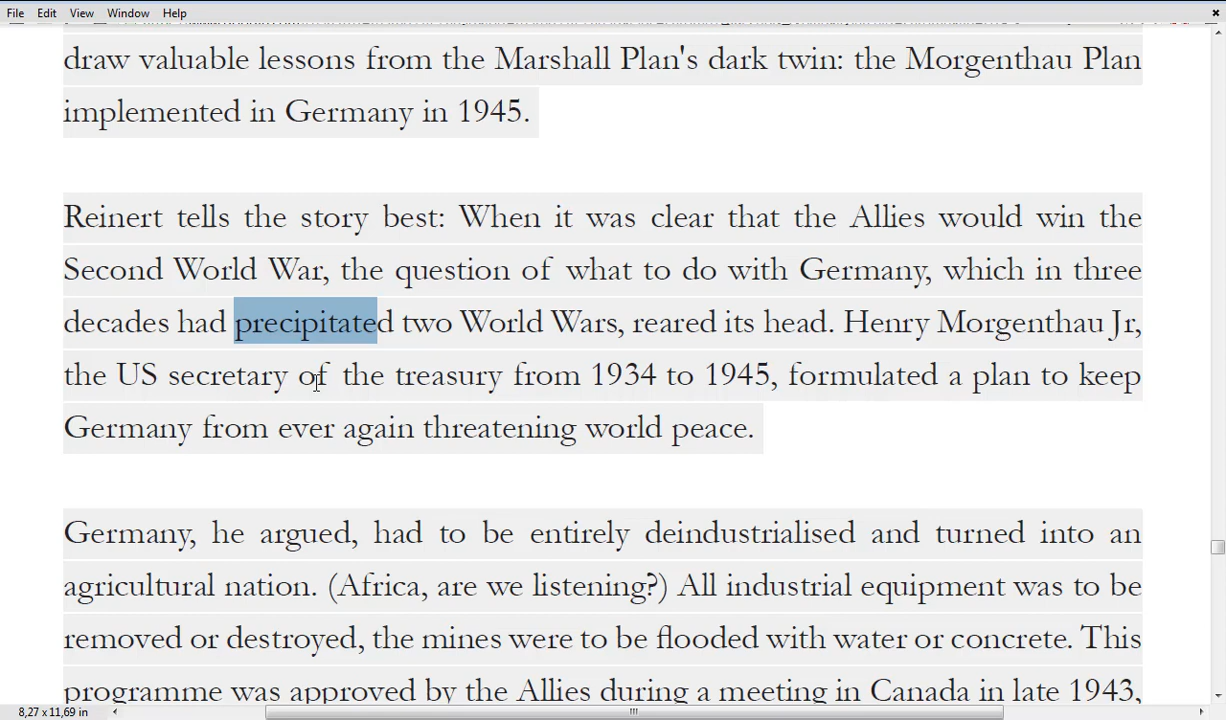 File Edit View Window Help
draw valuable lessons from the Marshall Plan's dark twin: the Morgenthau Plan
implemented in Germany in 1945.
Reinert tells the story best: When it was clear that the Allies would win the
Second World War, the question of what to do with Germany, which in three
decades had precipitated two World Wars, reared its head. Henry Morgenthau Jr,
the US secretary of the treasury from 1934 to 1945, formulated a plan to keep
Germany from ever again threatening world peace.
Germany, he argued, had to be entirely deindustrialised and turned into an
agricultural nation. (Africa, are we listening?) All industrial equipment was to be
removed or destroyed, the mines were to be flooded with water or concrete. This
programme was approved by the Allies during a meeting in Canada in late 1943,
8,27 x 11,69 in